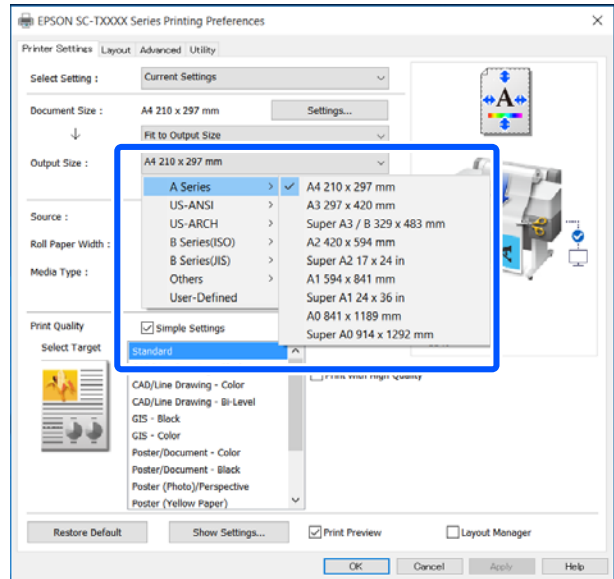 EPSON SC-TXXXX Series Printing Preferences
Printer Settings Layout Advanced Utility
Select Setting : Current Settings
Document Size : A4 210 x 297 mm Settings...
Fit to Output Size
Output Size : A4 210 x 297 mm
A Series A4 210 x 297 mm
US-ANSI A3 297 x 420 mm
US-ARCH Super A3 / B 329 x 483 mm
Source : B Series(ISO) A2 420 x 594 mm
Roll Paper Width : B Series(JIS) Super A2 17 x 24 in
Media Type : Others A1 594 x 841 mm
User-Defined Super A1 24 x 36 in
A0 841 x 1189 mm
Super A0 914 x 1292 mm
Print Quality Simple Settings
Select Target Standard
Print With High Quality
CAD/Line Drawing - Color
CAD/Line Drawing - Bi-Level
GIS - Black
GIS - Color
Poster/Document - Color
Poster/Document - Black
Poster (Photo)/Perspective
Poster (Yellow Paper)
Restore Default Show Settings... Print Preview Layout Manager
OK Cancel Apply Help
A